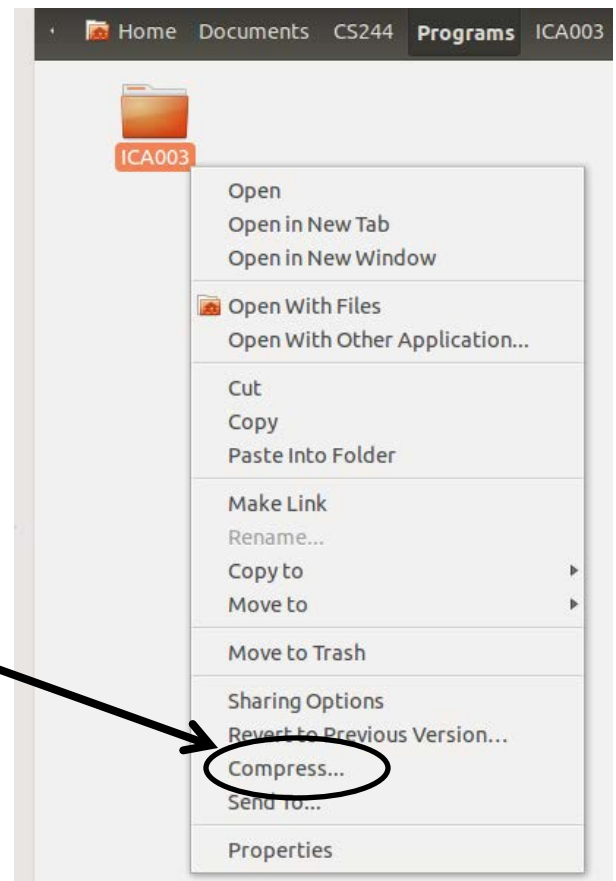 Home Documents CS244 Programs ICA003
ICA003
Open
Open in New Tab
Open in New Window
Open With Files
Open With Other Application...
Cut
Copy
Paste Into Folder
Make Link
Rename...
Copy to
Move to
Move to Trash
Sharing Options
Revert to Previous Version...
Compress...
Send To...
Properties